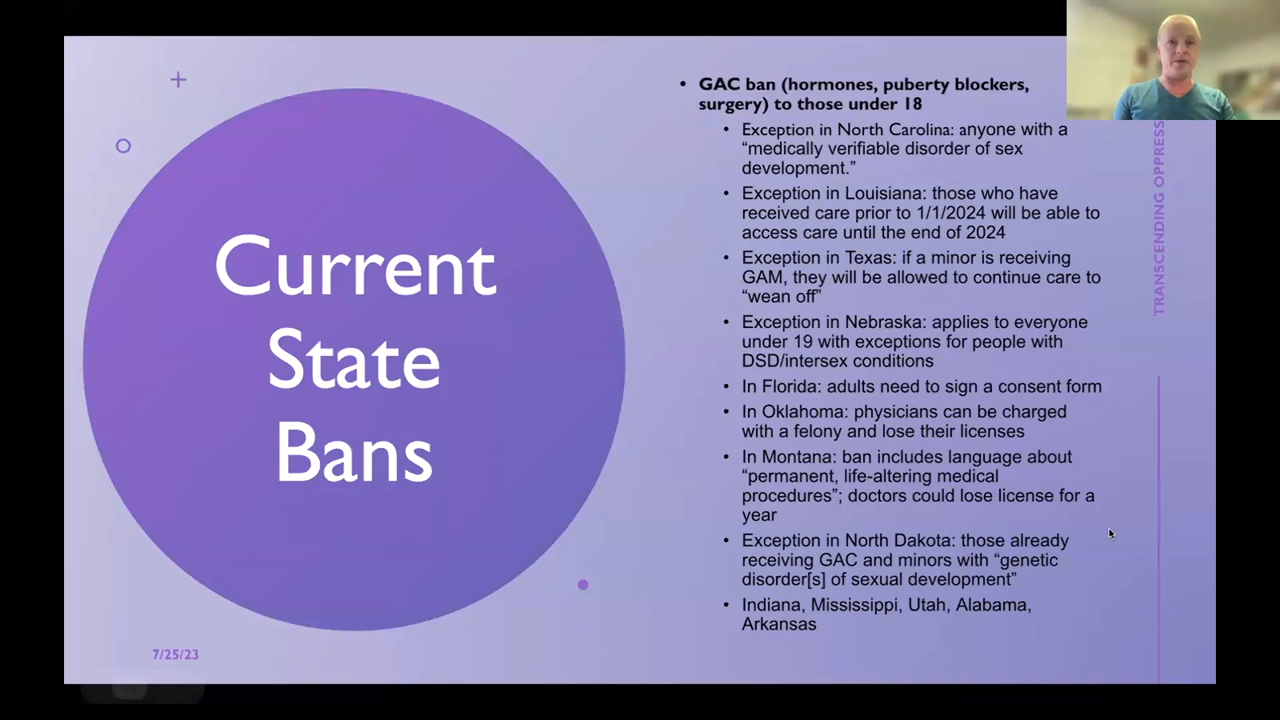 Current
State
Bans
7/25/23
• GAC ban (hormones, puberty blockers,
surgery) to those under 18
• Exception in North Carolina: anyone with a
“medically verifiable disorder of sex
development.”
• Exception in Louisiana: those who have
received care prior to 1/1/2024 will be able to
access care until the end of 2024
• Exception in Texas: if a minor is receiving
GAM, they will be allowed to continue care to
“wean off”
• Exception in Nebraska: applies to everyone
under 19 with exceptions for people with
DSD/intersex conditions
• In Florida: adults need to sign a consent form
• In Oklahoma: physicians can be charged
with a felony and lose their licenses
• In Montana: ban includes language about
“permanent, life-altering medical
procedures”; doctors could lose license for a
year
• Exception in North Dakota: those already
receiving GAC and minors with “genetic
disorder[s] of sexual development”
• Indiana, Mississippi, Utah, Alabama,
Arkansas
TRANSCENDING OPPRESS